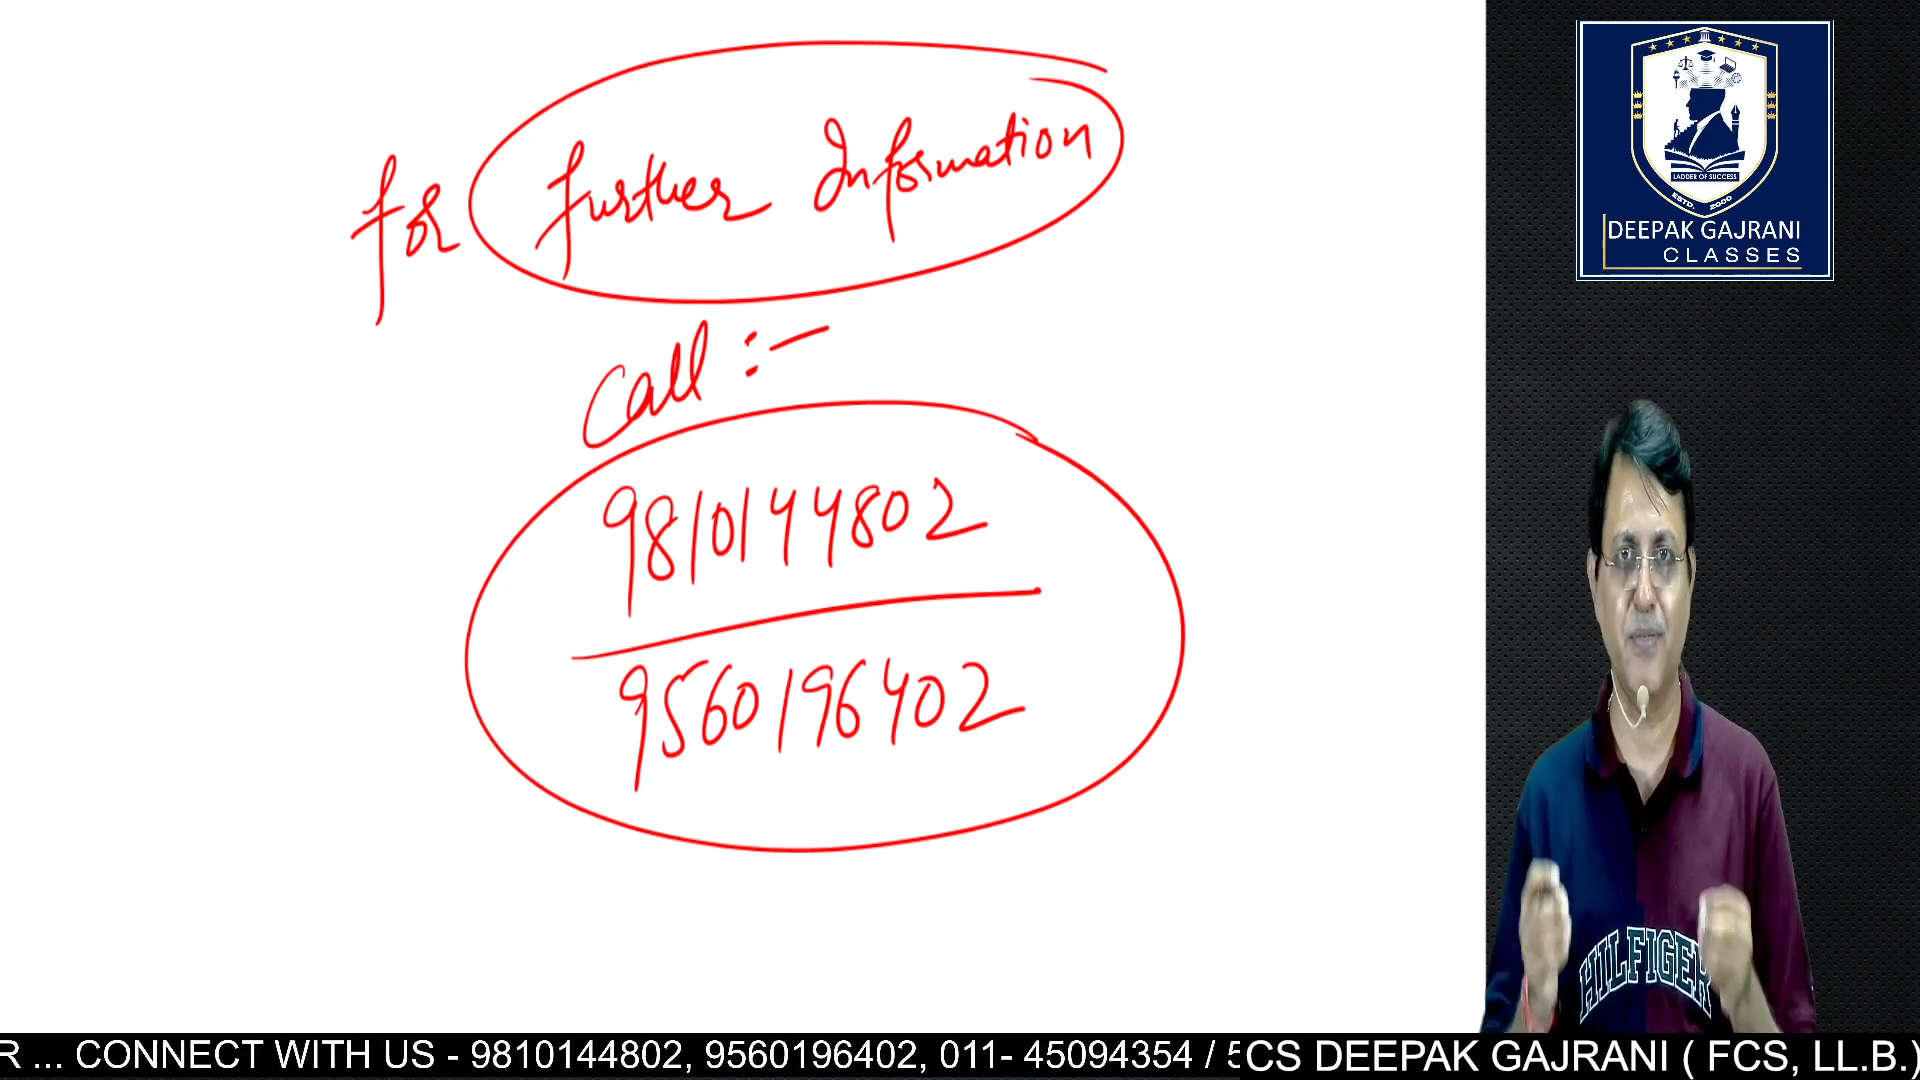 For Further Information
Call :-
9810144802
9560196402
LADDER OF SUCCESS
ESTD. 2000
DEEPAK GAJRANI
CLASSES
HILFIGER
R ... CONNECT WITH US - 9810144802, 9560196402, 011- 45094354 / 5
CS DEEPAK GAJRANI ( FCS, LL.B.)